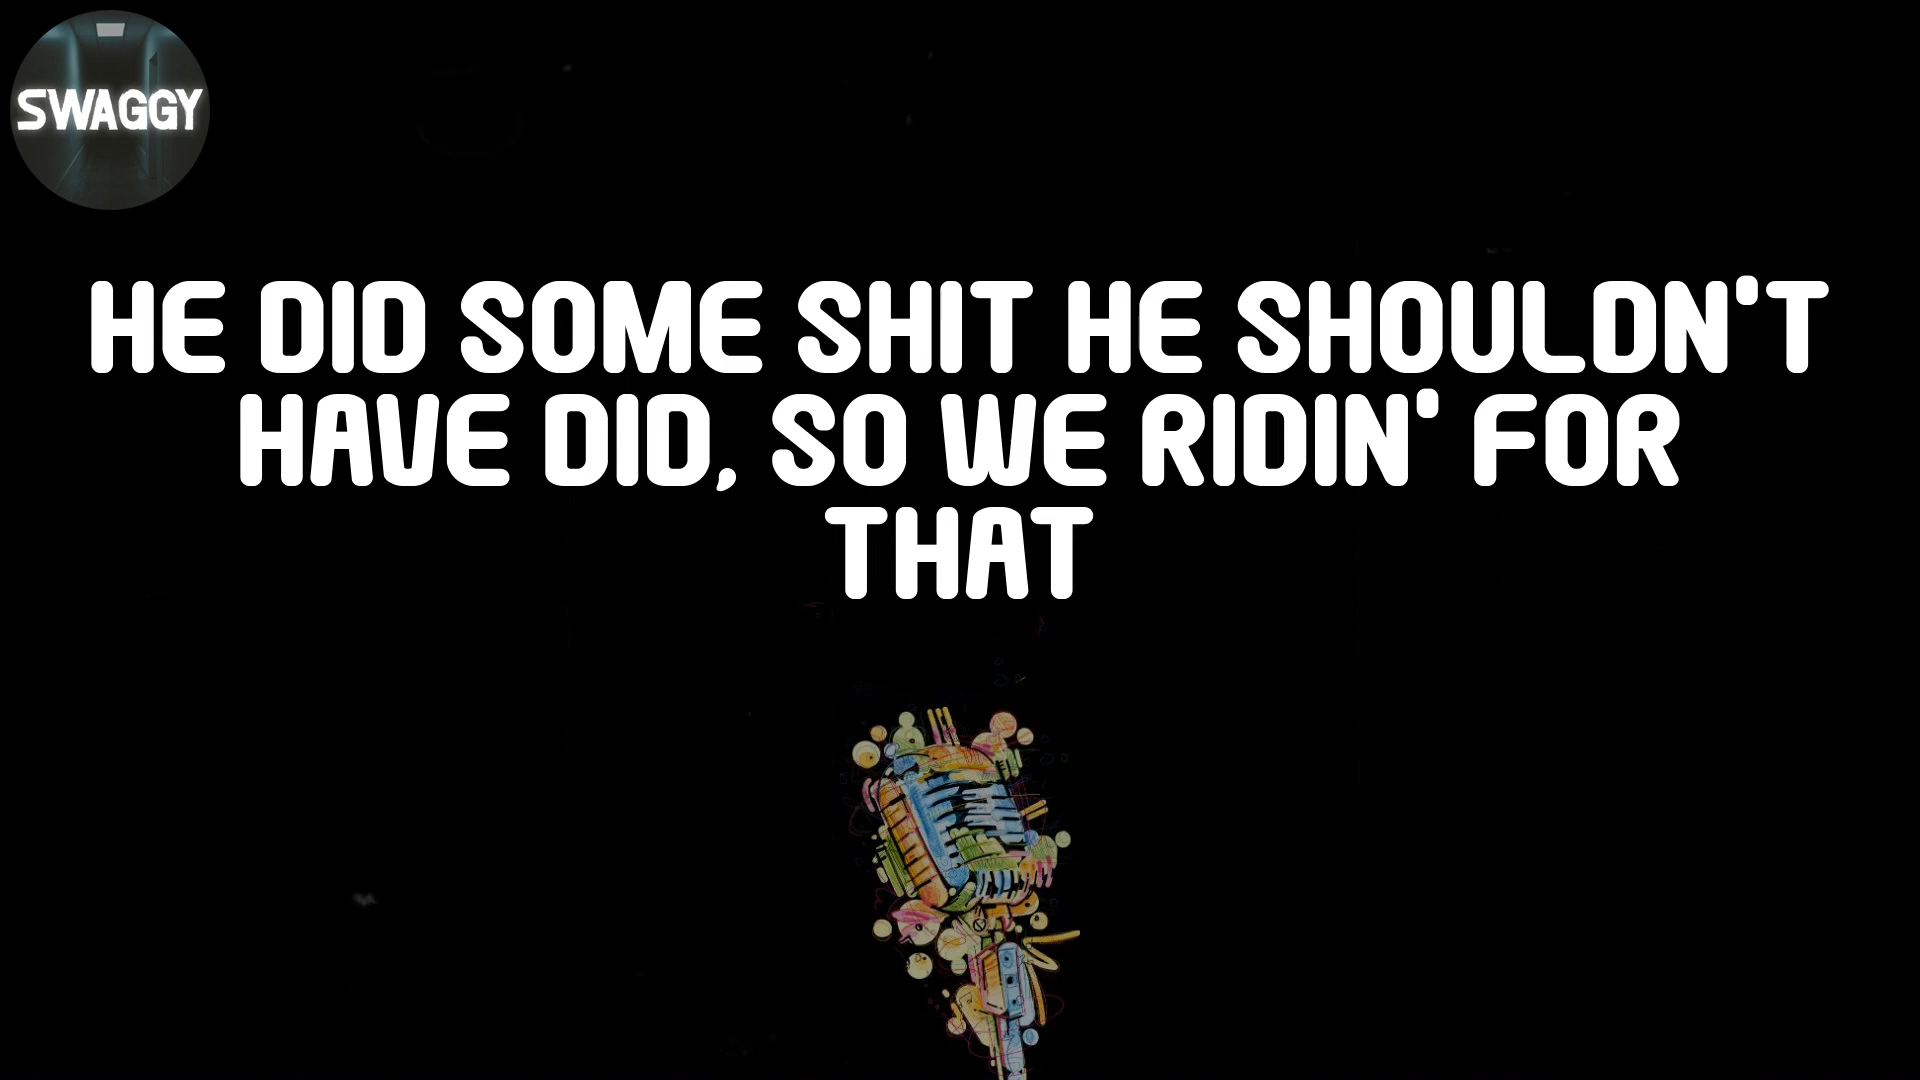 SWAGGY
HE DID SOME SHIT HE SHOULDN'T
HAVE DID, SO WE RIDIN' FOR
THAT